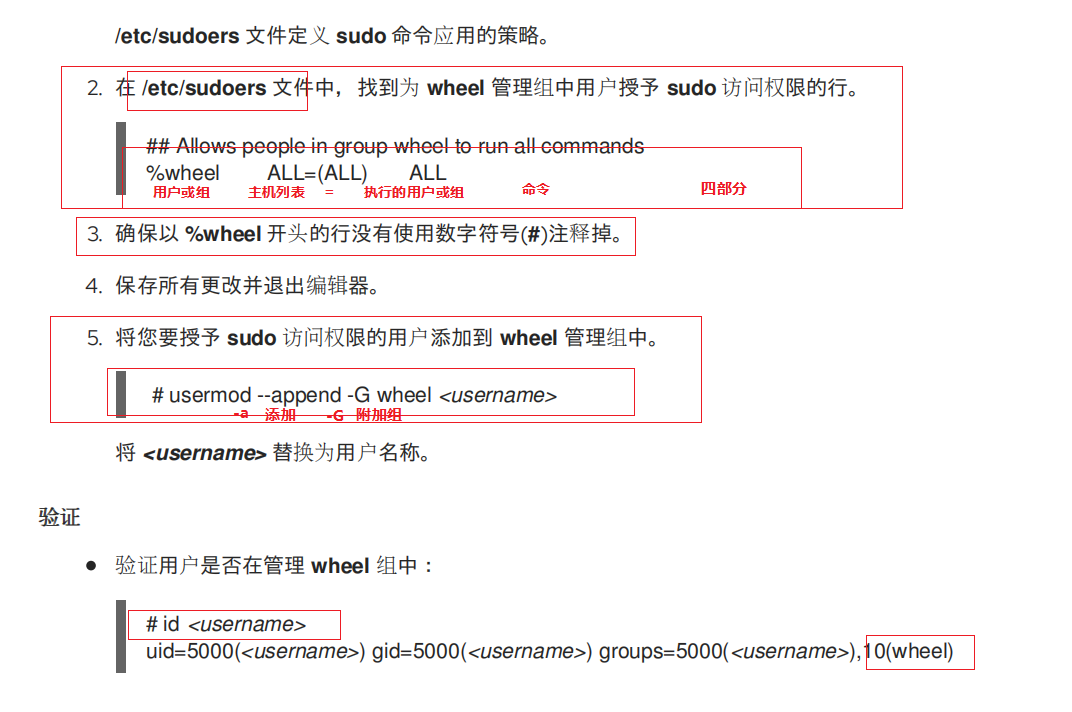 /etc/sudoers 文件定义 sudo 命令应用的策略。
2. 在 /etc/sudoers 文件中，找到为 wheel 管理组中用户授予 sudo 访问权限的行。
## Allows people in group wheel to run all commands
%wheel ALL=(ALL) ALL
用户或组 主机列表 = 执行的用户或组 命令 四部分
3. 确保以 %wheel 开头的行没有使用数字符号(#)注释掉。
4. 保存所有更改并退出编辑器。
5. 将您要授予 sudo 访问权限的用户添加到 wheel 管理组中。
# usermod --append -G wheel <username>
-a 添加 -G 附加组
将 <username> 替换为用户名称。
验证
● 验证用户是否在管理 wheel 组中：
# id <username>
uid=5000(<username>) gid=5000(<username>) groups=5000(<username>),10(wheel)